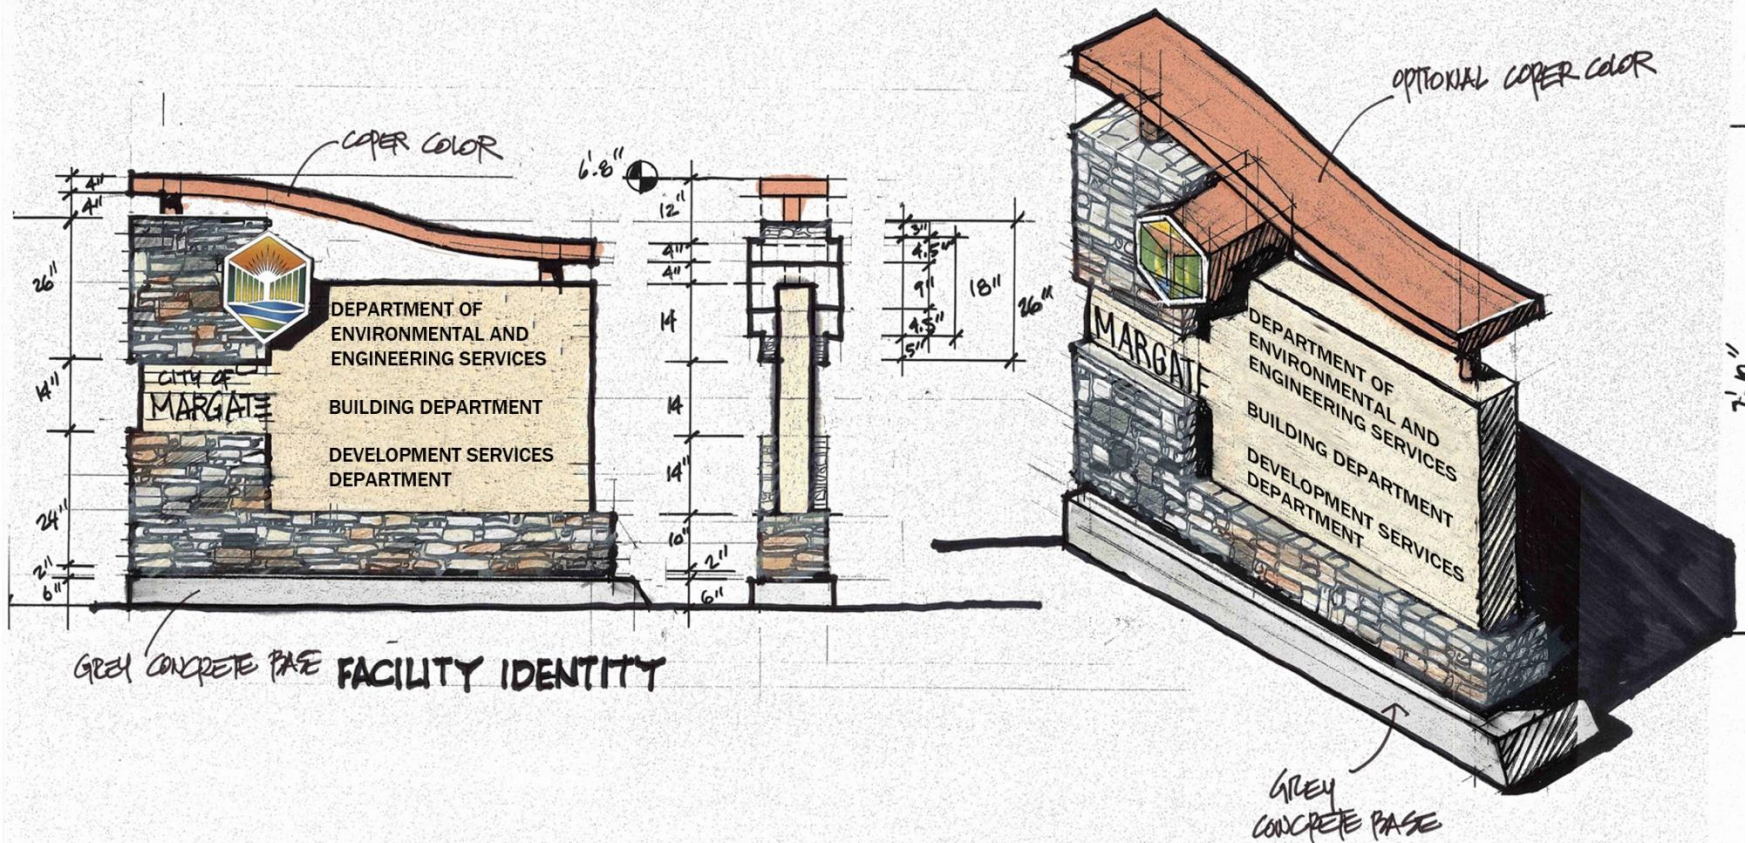 COPER COLOR
4"
4"
26"
14"
24"
2"
6"
DEPARTMENT OF
ENVIRONMENTAL AND
ENGINEERING SERVICES
BUILDING DEPARTMENT
DEVELOPMENT SERVICES
DEPARTMENT
CITY OF
MARGATE
GREY CONCRETE BASE
FACILITY IDENTITY
6'.8"
12"
4"
4"
14
14
14"
10"
2"
6"
3"
4.5"
9"
4.5"
5"
18"
26"
OPTIONAL COPER COLOR
MARGATE
DEPARTMENT OF
ENVIRONMENTAL AND
ENGINEERING SERVICES
BUILDING DEPARTMENT
DEVELOPMENT SERVICES
DEPARTMENT
GREY
CONCRETE BASE